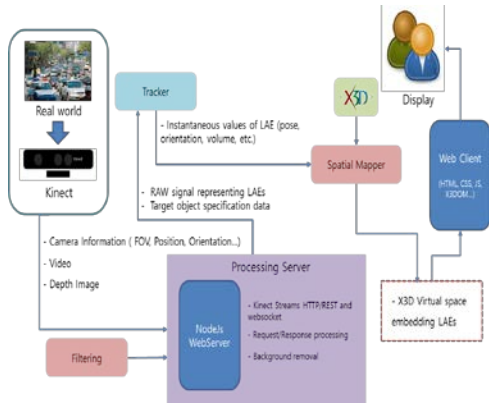 Real world
Kinect
Tracker
- Instantaneous values of LAE (pose,
orientation, volume, etc.)
X3D
Spatial Mapper
Display
Web Client
(HTML, CSS, JS,
X3DOM...)
- RAW signal representing LAEs
- Target object specification data
- Camera Information ( FOV, Position, Orientation...)
- Video
- Depth Image
Processing Server
NodeJs
WebServer
- Kinect Streams HTTP/REST and
websocket
- Request/Response processing
- Background removal
Filtering
- X3D Virtual space
embedding LAEs